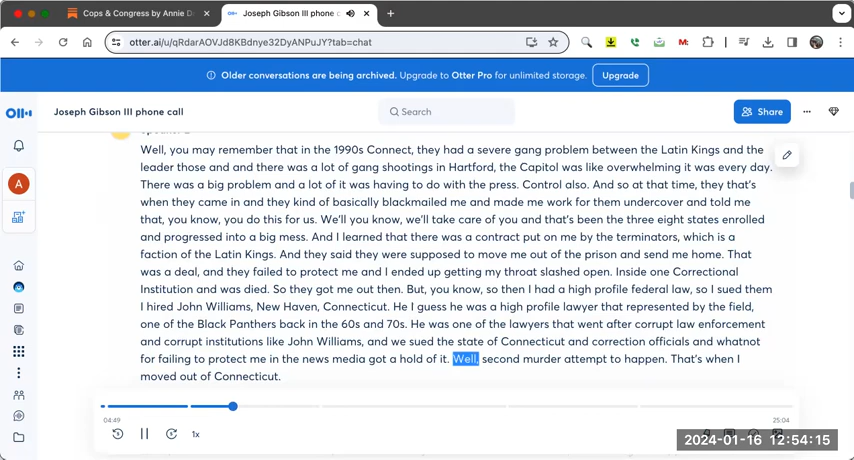 Cops & Congress by Annie D
Joseph Gibson III phone c
otter.ai/u/qRdarAOVJd8KBdnye32DyANPuJY?tab=chat
Older conversations are being archived. Upgrade to Otter Pro for unlimited storage.
Upgrade
Joseph Gibson III phone call
Search
Share
Well, you may remember that in the 1990s Connect, they had a severe gang problem between the Latin Kings and the
leader those and and there was a lot of gang shootings in Hartford, the Capitol was like overwhelming it was every day.
There was a big problem and a lot of it was having to do with the press. Control also. And so at that time, they that's
when they came in and they kind of basically blackmailed me and made me work for them undercover and told me
that, you know, you do this for us. We'll you know, we'll take care of you and that's been the three eight states enrolled
and progressed into a big mess. And I learned that there was a contract put on me by the terminators, which is a
faction of the Latin Kings. And they said they were supposed to move me out of the prison and send me home. That
was a deal, and they failed to protect me and I ended up getting my throat slashed open. Inside one Correctional
Institution and was died. So they got me out then. But, you know, so then I had a high profile federal law, so I sued them
I hired John Williams, New Haven, Connecticut. He I guess he was a high profile lawyer that represented by the field,
one of the Black Panthers back in the 60s and 70s. He was one of the lawyers that went after corrupt law enforcement
and corrupt institutions like John Williams, and we sued the state of Connecticut and correction officials and whatnot
for failing to protect me in the news media got a hold of it. Well, second murder attempt to happen. That's when I
moved out of Connecticut.
04:49
25:04
1x
A
M:
2024-01-16 12:54:15